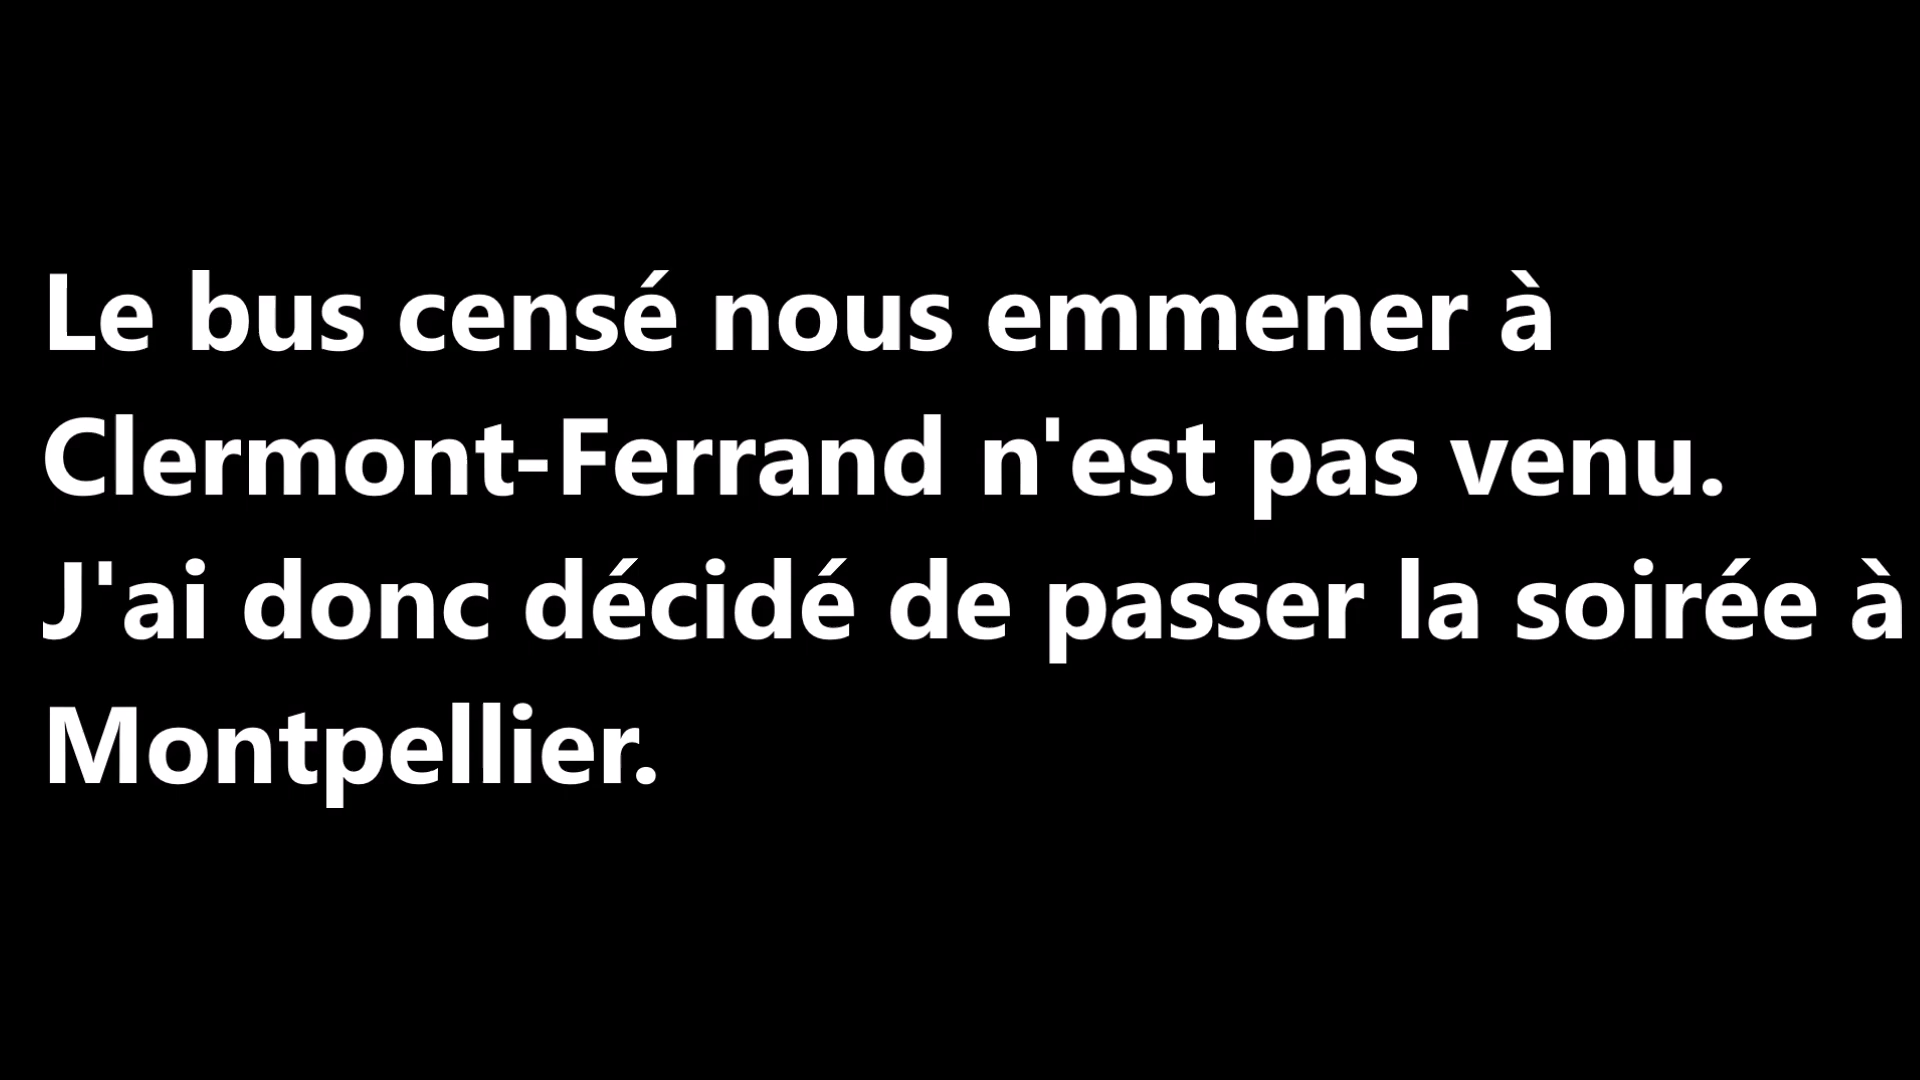 Le bus censé nous emmener à
Clermont-Ferrand n'est pas venu.
J'ai donc décidé de passer la soirée à
Montpellier.